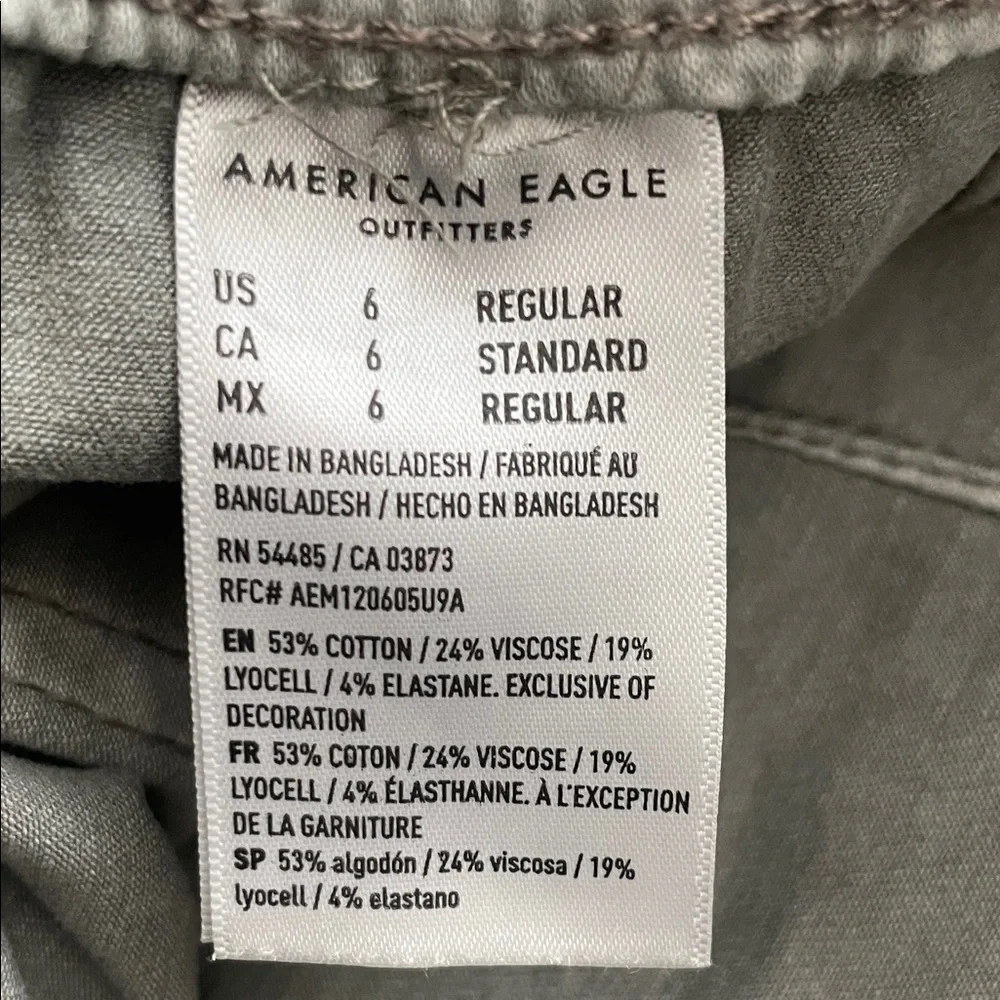 AMERICAN EAGLE
OUTFITTERS
US 6 REGULAR
CA 6 STANDARD
MX 6 REGULAR
MADE IN BANGLADESH / FABRIQUÉ AU
BANGLADESH / HECHO EN BANGLADESH
RN 54485 / CA 03873
RFC# AEM120605U9A
EN 53% COTTON / 24% VISCOSE / 19%
LYOCELL / 4% ELASTANE. EXCLUSIVE OF
DECORATION
FR 53% COTON / 24% VISCOSE / 19%
LYOCELL / 4% ÉLASTHANNE. À L'EXCEPTION
DE LA GARNITURE
SP 53% algodón / 24% viscosa / 19%
lyocell / 4% elastano